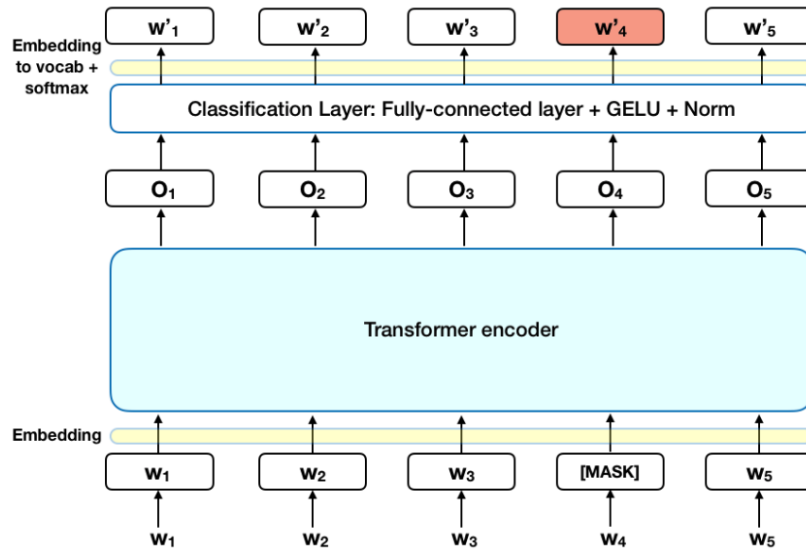 w'₁ w'₂ w'₃ w'₄ w'₅
Embedding
to vocab +
softmax
Classification Layer: Fully-connected layer + GELU + Norm
O₁ O₂ O₃ O₄ O₅
Transformer encoder
Embedding
w₁ w₂ w₃ [MASK] w₅
w₁ w₂ w₃ w₄ w₅